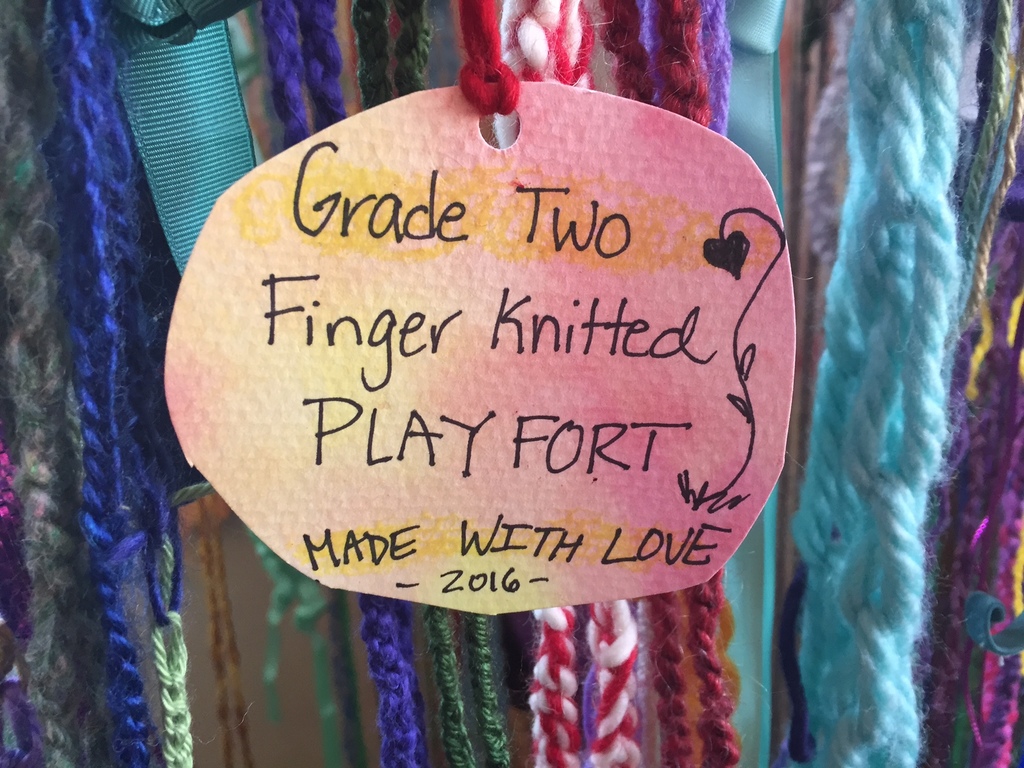 Grade Two
Finger Knitted
PLAY FORT
MADE WITH LOVE
- 2016 -